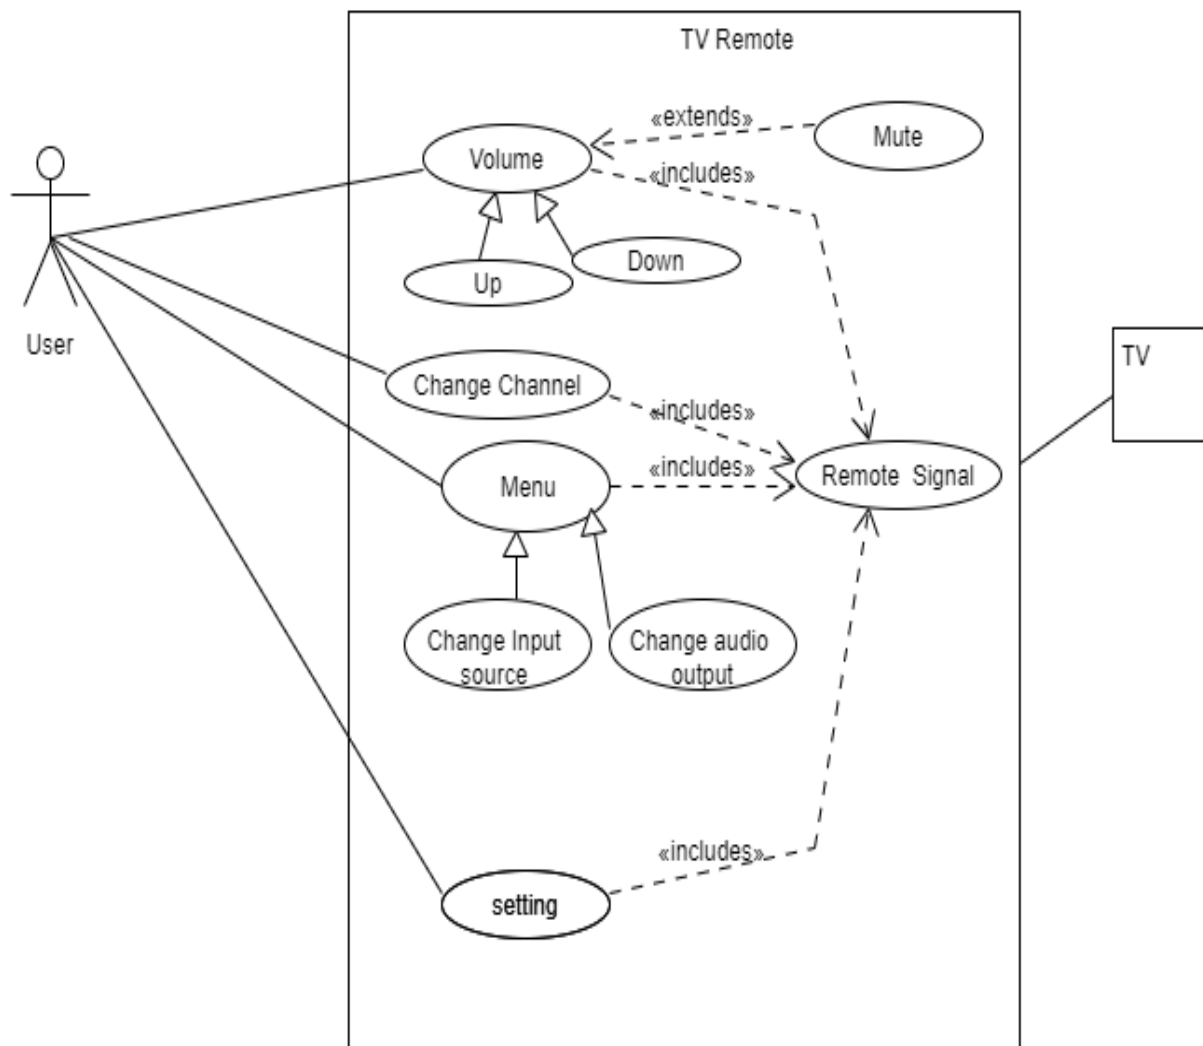 TV Remote
«extends»
Mute
Volume
«includes»
Down
Up
User
TV
Change Channel
«includes»
«includes»
Menu
Remote Signal
Change Input
source
Change audio
output
«includes»
setting